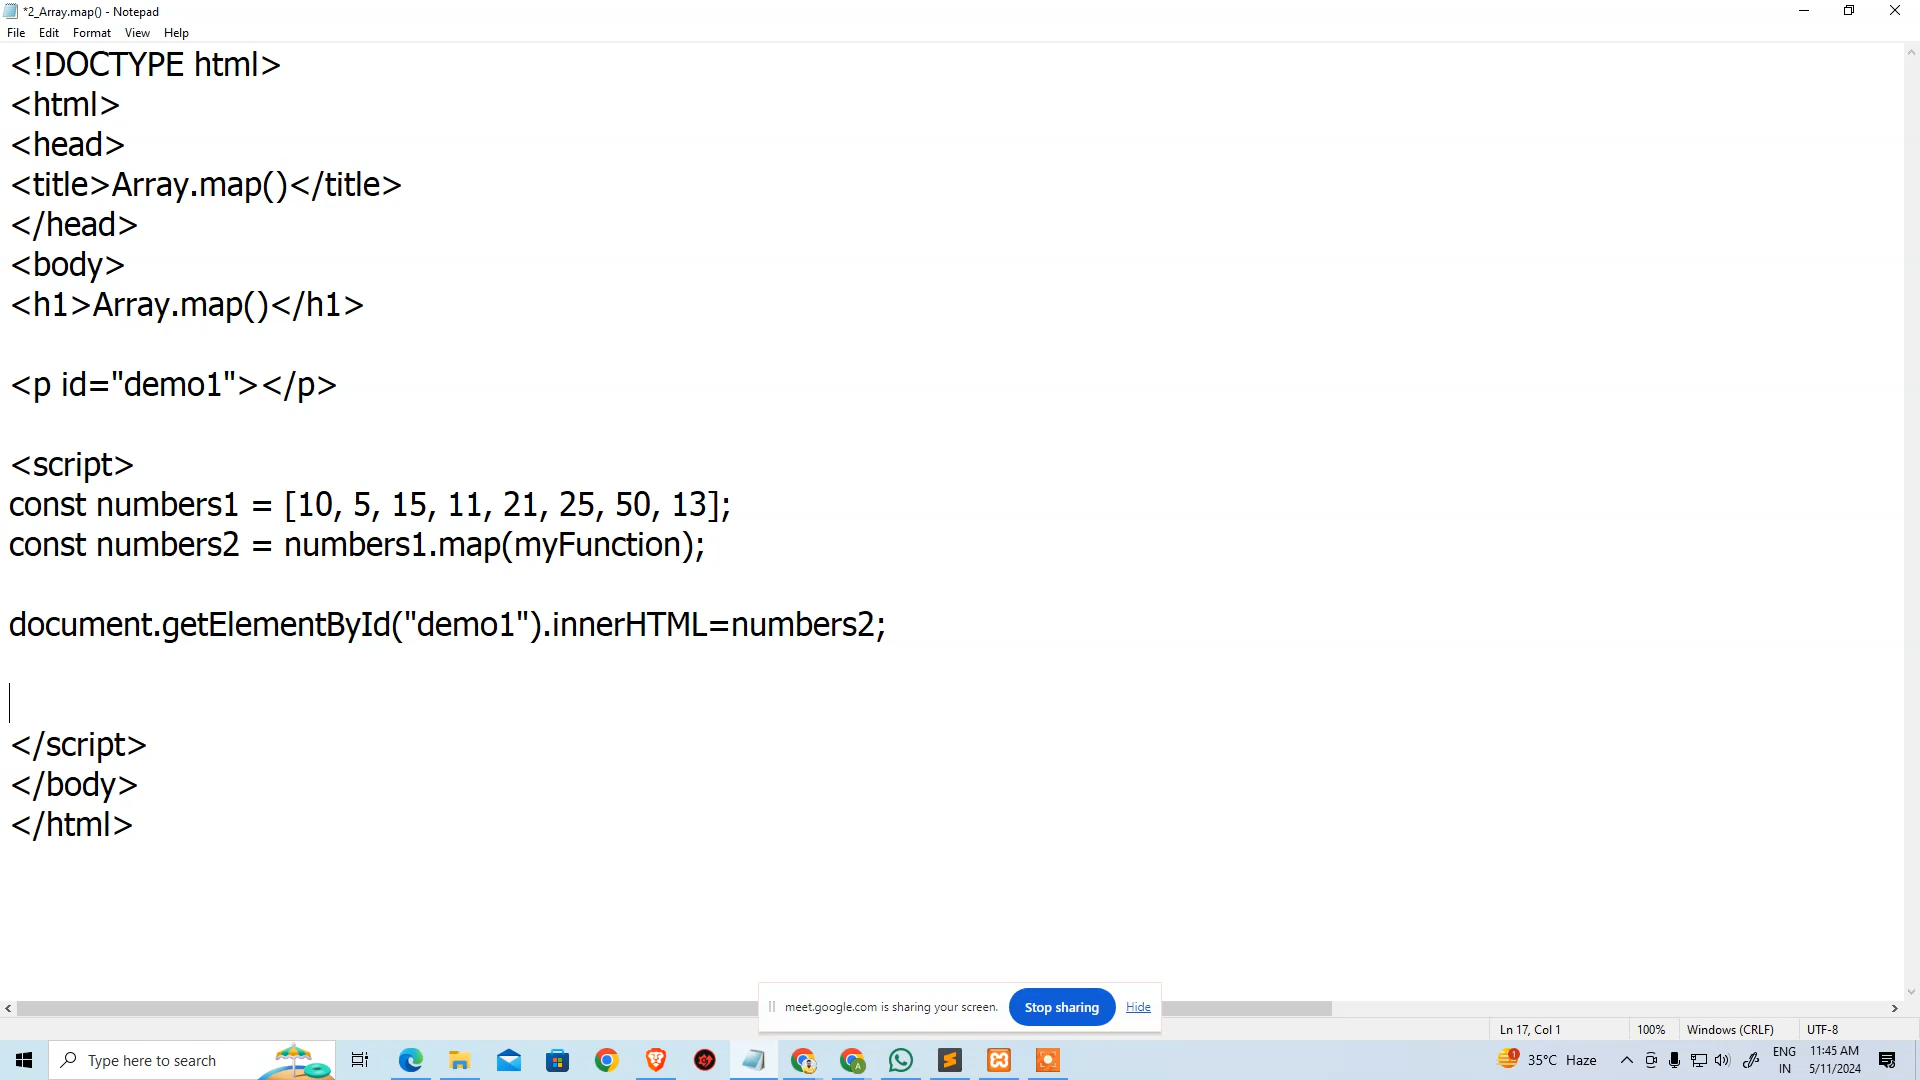 *2_Array.map() - Notepad
File Edit Format View Help
<!DOCTYPE html>
<html>
<head>
<title>Array.map()</title>
</head>
<body>
<h1>Array.map()</h1>
<p id="demo1"></p>
<script>
const numbers1 = [10, 5, 15, 11, 21, 25, 50, 13];
const numbers2 = numbers1.map(myFunction);
document.getElementById("demo1").innerHTML=numbers2;
</script>
</body>
</html>
meet.google.com is sharing your screen. Stop sharing Hide
Ln 17, Col 1 100% Windows (CRLF) UTF-8
Type here to search
A
1
35°C Haze
ENG
IN
11:45 AM
5/11/2024